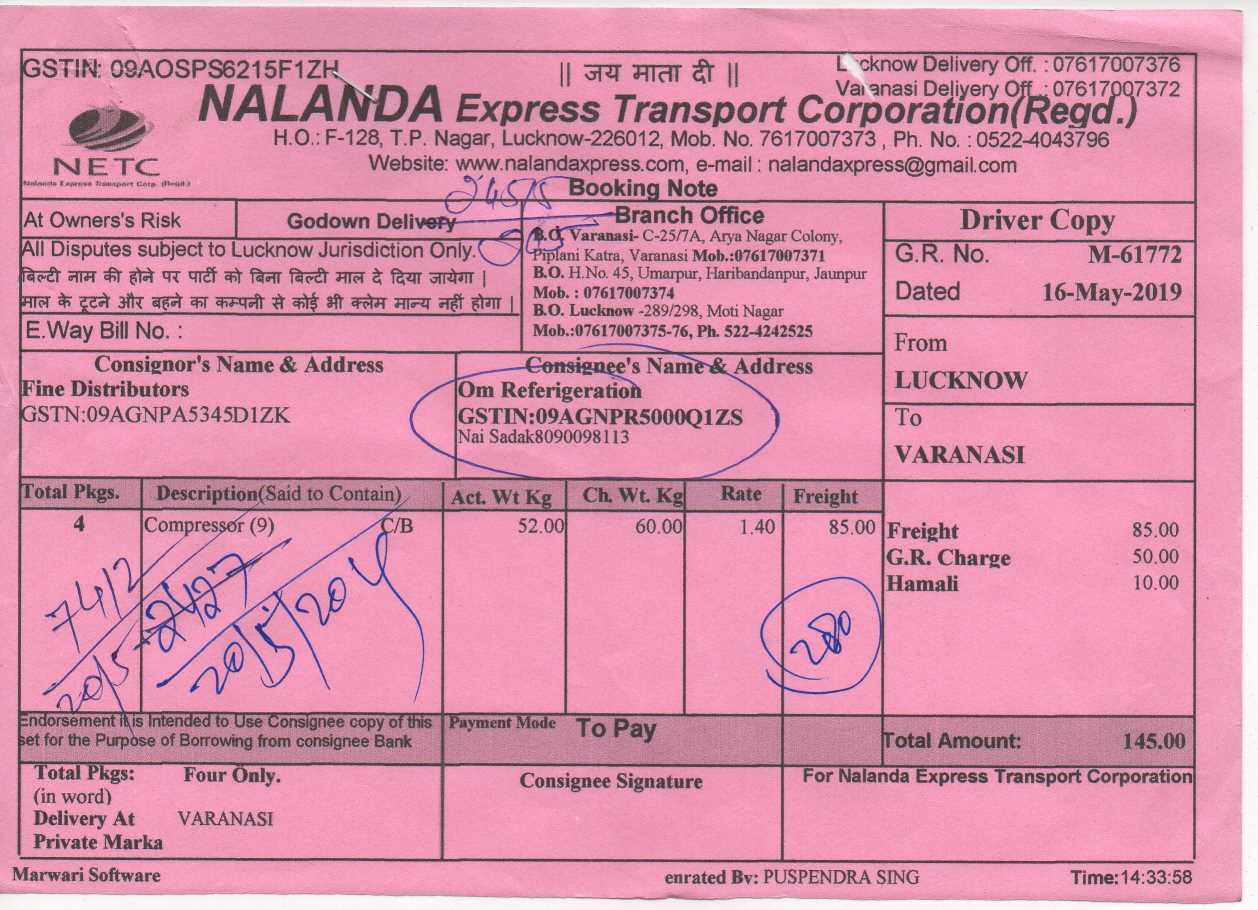 GSTIN: 09AOSPS6215F1ZH
|| जय माता दी ||
Lucknow Delivery Off. : 07617007376
Varanasi Delivery Off. : 07617007372
NALANDA Express Transport Corporation(Regd.)
H.O.: F-128, T.P. Nagar, Lucknow-226012, Mob. No. 7617007373 , Ph. No. : 0522-4043796
Website: www.nalandaxpress.com, e-mail : nalandaxpress@gmail.com
NETC
Nalanda Express Transport Corp. (Regd.)
Booking Note
At Owners's Risk
Godown Delivery
All Disputes subject to Lucknow Jurisdiction Only.
बिल्टी नाम की होने पर पार्टी को बिना बिल्टी माल दे दिया जायेगा |
माल के टूटने और बहने का कम्पनी से कोई भी क्लेम मान्य नहीं होगा |
E.Way Bill No. :
Branch Office
B.O. Varanasi- C-25/7A, Arya Nagar Colony,
Piplani Katra, Varanasi Mob.:07617007371
B.O. H.No. 45, Umarpur, Haribandanpur, Jaunpur
Mob. : 07617007374
B.O. Lucknow -289/298, Moti Nagar
Mob.:07617007375-76, Ph. 522-4242525
Driver Copy
G.R. No. M-61772
Dated 16-May-2019
From
LUCKNOW
To
VARANASI
Consignor's Name & Address
Fine Distributors
GSTN:09AGNPA5345D1ZK
Consignee's Name & Address
Om Referigeration
GSTIN:09AGNPR5000Q1ZS
Nai Sadak8090098113
Total Pkgs. Description(Said to Contain) Act. Wt Kg Ch. Wt. Kg Rate Freight
4 Compressor (9) C/B 52.00 60.00 1.40 85.00
Freight 85.00
G.R. Charge 50.00
Hamali 10.00
7412
20/5
2427
20/5/204
280
Endorsement it is Intended to Use Consignee copy of this
set for the Purpose of Borrowing from consignee Bank
Payment Mode To Pay
Total Amount: 145.00
Total Pkgs: Four Only.
(in word)
Delivery At VARANASI
Private Marka
Consignee Signature
For Nalanda Express Transport Corporation
Marwari Software
enrated By: PUSPENDRA SING
Time:14:33:58